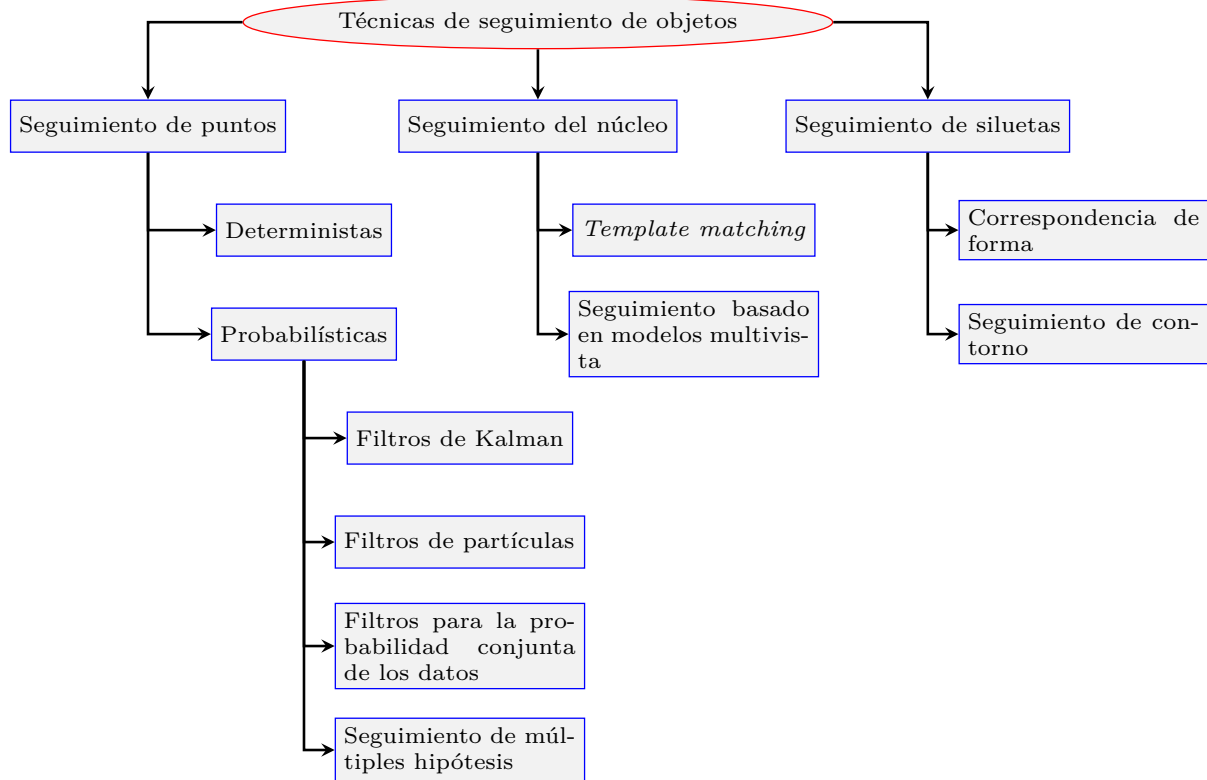 Técnicas de seguimiento de objetos
Seguimiento de puntos
Seguimiento del núcleo
Seguimiento de siluetas
Deterministas
Template matching
Correspondencia de
forma
Probabilísticas
Seguimiento basado
en modelos multivis-
ta
Seguimiento de con-
torno
Filtros de Kalman
Filtros de partículas
Filtros para la pro-
babilidad conjunta
de los datos
Seguimiento de múl-
tiples hipótesis